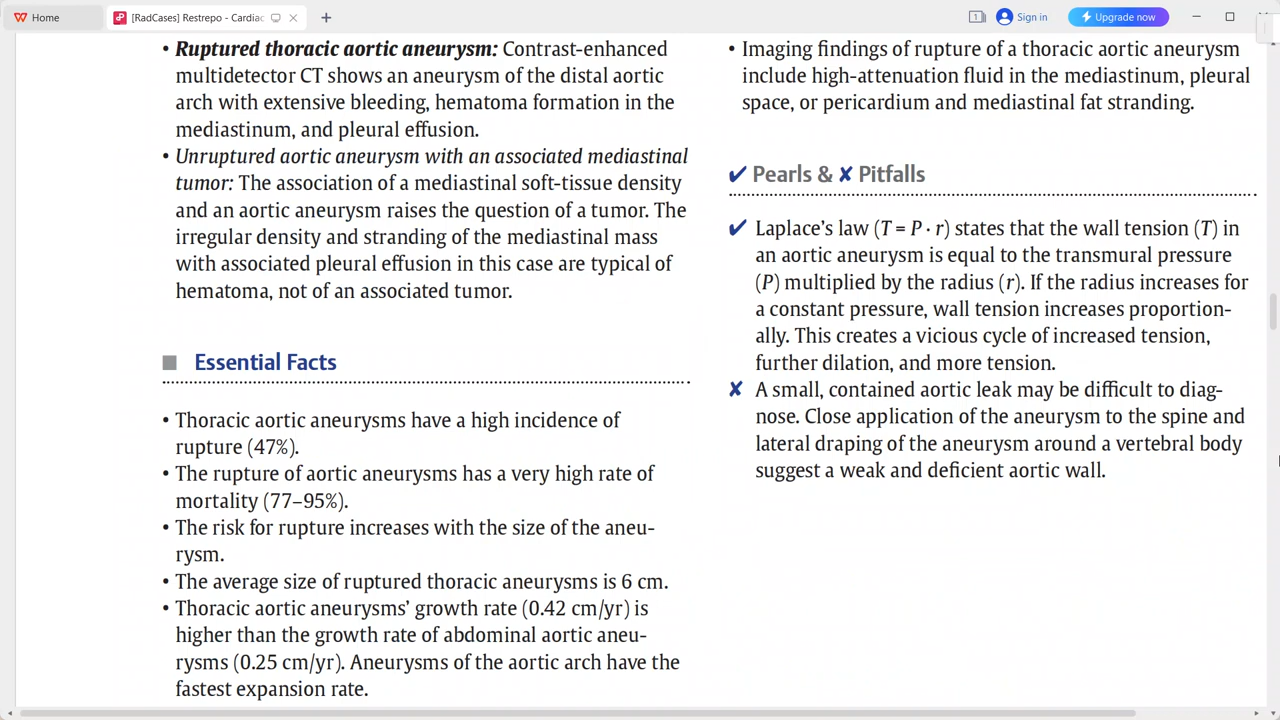 Home
[RadCases] Restrepo - Cardiac
Sign in
Upgrade now
• Ruptured thoracic aortic aneurysm: Contrast-enhanced
multidetector CT shows an aneurysm of the distal aortic
arch with extensive bleeding, hematoma formation in the
mediastinum, and pleural effusion.
• Unruptured aortic aneurysm with an associated mediastinal
tumor: The association of a mediastinal soft-tissue density
and an aortic aneurysm raises the question of a tumor. The
irregular density and stranding of the mediastinal mass
with associated pleural effusion in this case are typical of
hematoma, not of an associated tumor.
Essential Facts
• Thoracic aortic aneurysms have a high incidence of
rupture (47%).
• The rupture of aortic aneurysms has a very high rate of
mortality (77–95%).
• The risk for rupture increases with the size of the aneu-
rysm.
• The average size of ruptured thoracic aneurysms is 6 cm.
• Thoracic aortic aneurysms’ growth rate (0.42 cm/yr) is
higher than the growth rate of abdominal aortic aneu-
rysms (0.25 cm/yr). Aneurysms of the aortic arch have the
fastest expansion rate.
• Imaging findings of rupture of a thoracic aortic aneurysm
include high-attenuation fluid in the mediastinum, pleural
space, or pericardium and mediastinal fat stranding.
✔ Pearls & ✘ Pitfalls
✔ Laplace’s law (T = P · r) states that the wall tension (T) in
an aortic aneurysm is equal to the transmural pressure
(P) multiplied by the radius (r). If the radius increases for
a constant pressure, wall tension increases proportion-
ally. This creates a vicious cycle of increased tension,
further dilation, and more tension.
✘ A small, contained aortic leak may be difficult to diag-
nose. Close application of the aneurysm to the spine and
lateral draping of the aneurysm around a vertebral body
suggest a weak and deficient aortic wall.